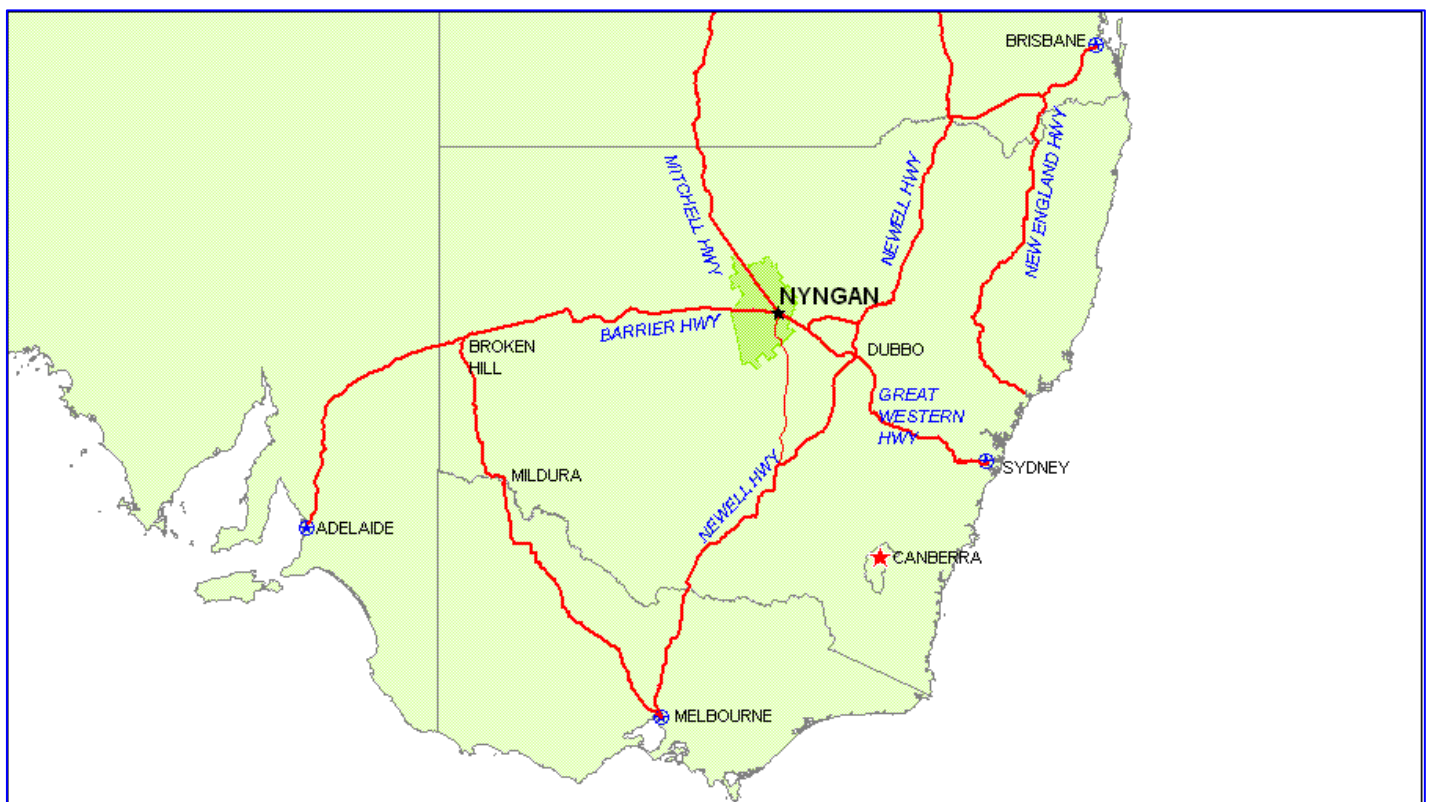 BRISBANE
NEW ENGLAND HWY
MITCHELL HWY
NEWELL HWY
NYNGAN
BARRIER HWY
BROKEN
HILL
DUBBO
GREAT
WESTERN
HWY
MILDURA
SYDNEY
NEWELL HWY
ADELAIDE
CANBERRA
MELBOURNE